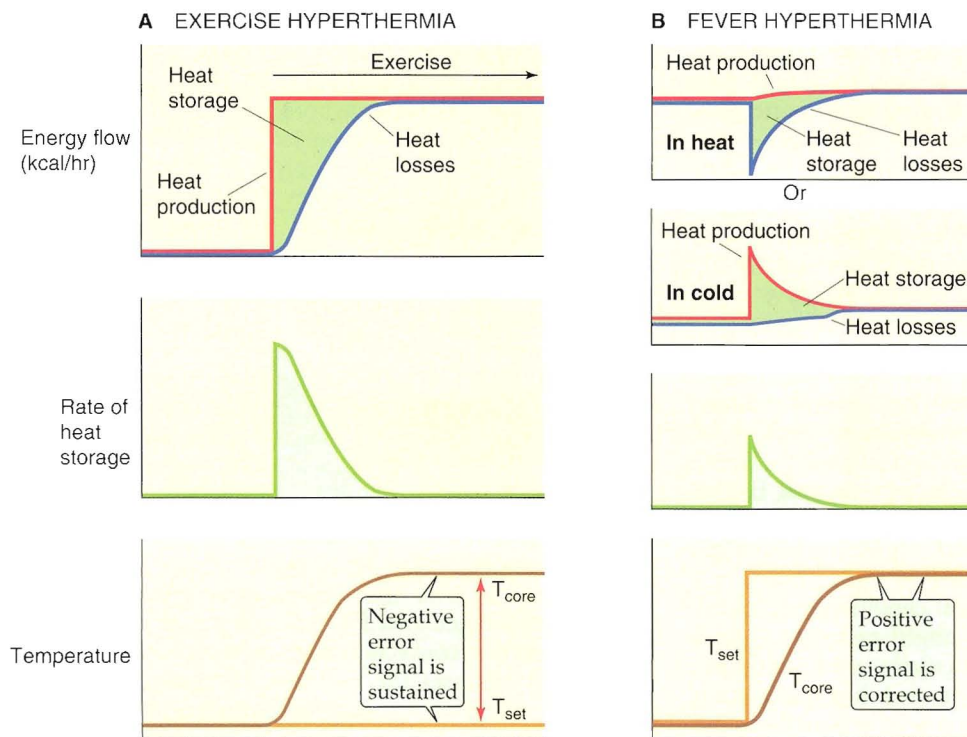 A EXERCISE HYPERTHERMIA
Exercise
Heat
storage
Energy flow
(kcal/hr)
Heat
losses
Heat
production
Rate of
heat
storage
Temperature
Negative
error
signal is
sustained
Tcore
Tset
B FEVER HYPERTHERMIA
Heat production
In heat
Heat
storage
Heat
losses
Or
Heat production
In cold
Heat storage
Heat losses
Tset
Tcore
Positive
error
signal is
corrected